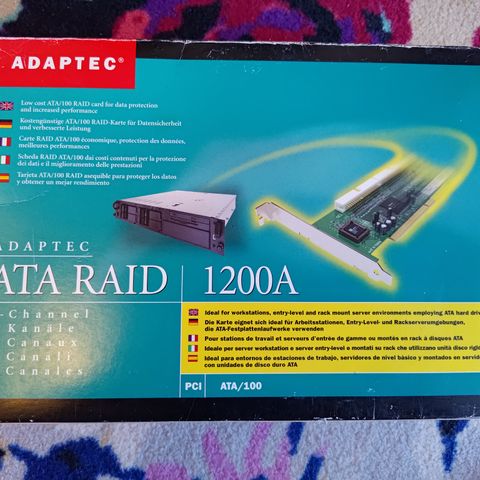 ADAPTEC®
Low cost ATA/100 RAID card for data protection
and increased performance
Kostengünstige ATA/100 RAID-Karte für Datensicherheit
und verbesserte Leistung
Carte RAID ATA/100 économique, protection des données,
meilleures performances
Scheda RAID ATA/100 dai costi contenuti per la protezione
dei dati e il miglioramento delle prestazioni
Tarjeta ATA/100 RAID asequible para proteger los datos
y obtener un mejor rendimiento
ADAPTEC
ATA RAID 1200A
-Channel
Kanäle
Canaux
Canali
Canales
Ideal for workstations, entry-level and rack mount server environments employing ATA hard driv
Die Karte eignet sich ideal für Arbeitsstationen, Entry-Level- und Rackserverumgebungen,
die ATA-Festplattenlaufwerke verwenden
Pour stations de travail et serveurs d'entrée de gamme ou montés en rack à disques ATA
Ideale per server workstation e server entry-level o montati su rack che utilizzano unità disco rigid
Ideal para entornos de estaciones de trabajo, servidores de nivel básico y montados en servidor
con unidades de disco duro ATA
PCI ATA/100